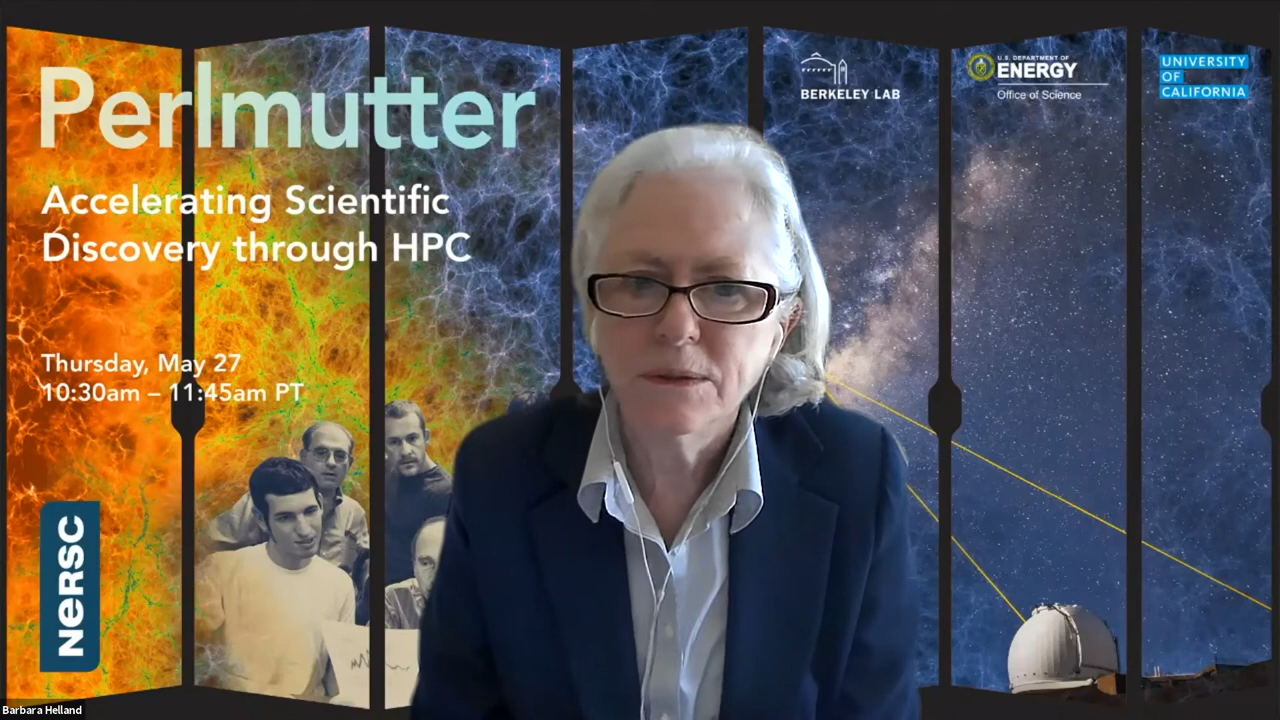 Perlmutter
Accelerating Scientific
Discovery through HPC
Thursday, May 27
10:30am – 11:45am PT
NERSC
BERKELEY LAB
U.S. DEPARTMENT OF
ENERGY
Office of Science
UNIVERSITY
OF
CALIFORNIA
Barbara Helland